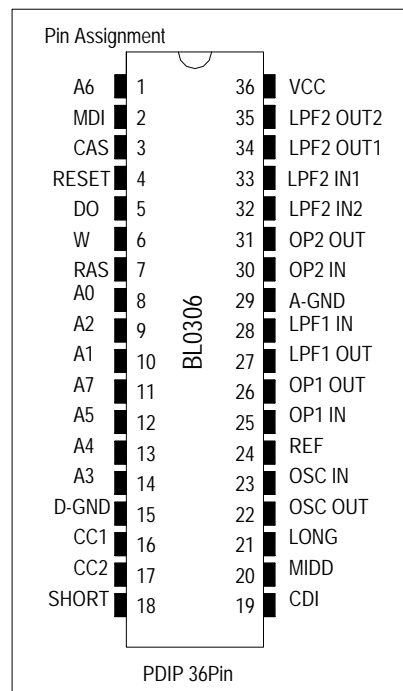 Pin Assignment
A6 1 36 VCC
MDI 2 35 LPF2 OUT2
CAS 3 34 LPF2 OUT1
RESET 4 33 LPF2 IN1
DO 5 32 LPF2 IN2
W 6 31 OP2 OUT
RAS 7 30 OP2 IN
A0 8 29 A-GND
A2 9 28 LPF1 IN
A1 10 27 LPF1 OUT
A7 11 26 OP1 OUT
A5 12 25 OP1 IN
A4 13 24 REF
A3 14 23 OSC IN
D-GND 15 22 OSC OUT
CC1 16 21 LONG
CC2 17 20 MIDD
SHORT 18 19 CDI
BL0306
PDIP 36Pin